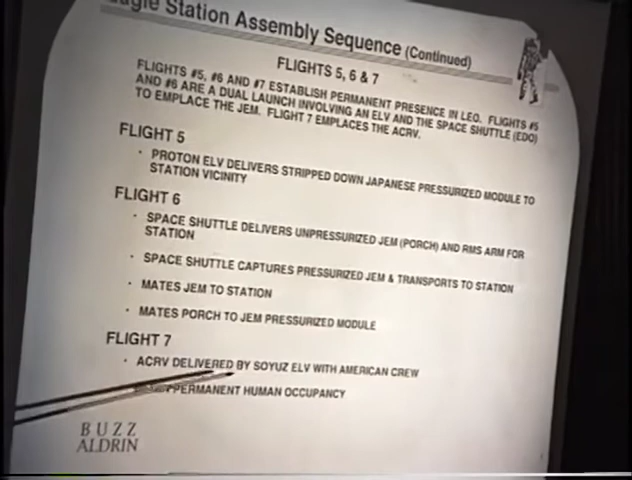 Station Assembly Sequence (Continued)
FLIGHTS 5, 6 & 7
FLIGHTS #5, #6 AND #7 ESTABLISH PERMANENT PRESENCE IN LEO. FLIGHTS #5
AND #6 ARE A DUAL LAUNCH INVOLVING AN ELV AND THE SPACE SHUTTLE (EDO)
TO EMPLACE THE JEM. FLIGHT 7 EMPLACES THE ACRV.
FLIGHT 5
· PROTON ELV DELIVERS STRIPPED DOWN JAPANESE PRESSURIZED MODULE TO
STATION VICINITY
FLIGHT 6
· SPACE SHUTTLE DELIVERS UNPRESSURIZED JEM (PORCH) AND RMS ARM FOR
STATION
· SPACE SHUTTLE CAPTURES PRESSURIZED JEM & TRANSPORTS TO STATION
· MATES JEM TO STATION
· MATES PORCH TO JEM PRESSURIZED MODULE
FLIGHT 7
· ACRV DELIVERED BY SOYUZ ELV WITH AMERICAN CREW
PERMANENT HUMAN OCCUPANCY
BUZZ
ALDRIN